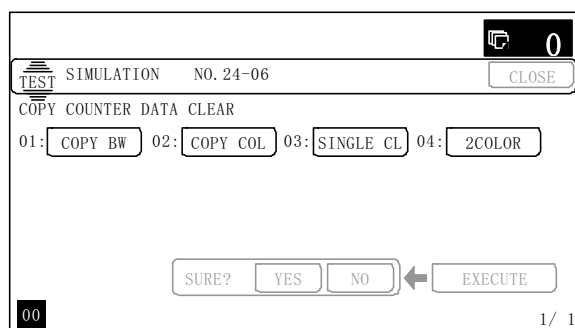 0
TEST SIMULATION NO.24-06 CLOSE
COPY COUNTER DATA CLEAR
01: COPY BW 02: COPY COL 03: SINGLE CL 04: 2COLOR
SURE? YES NO EXECUTE
00 1/ 1